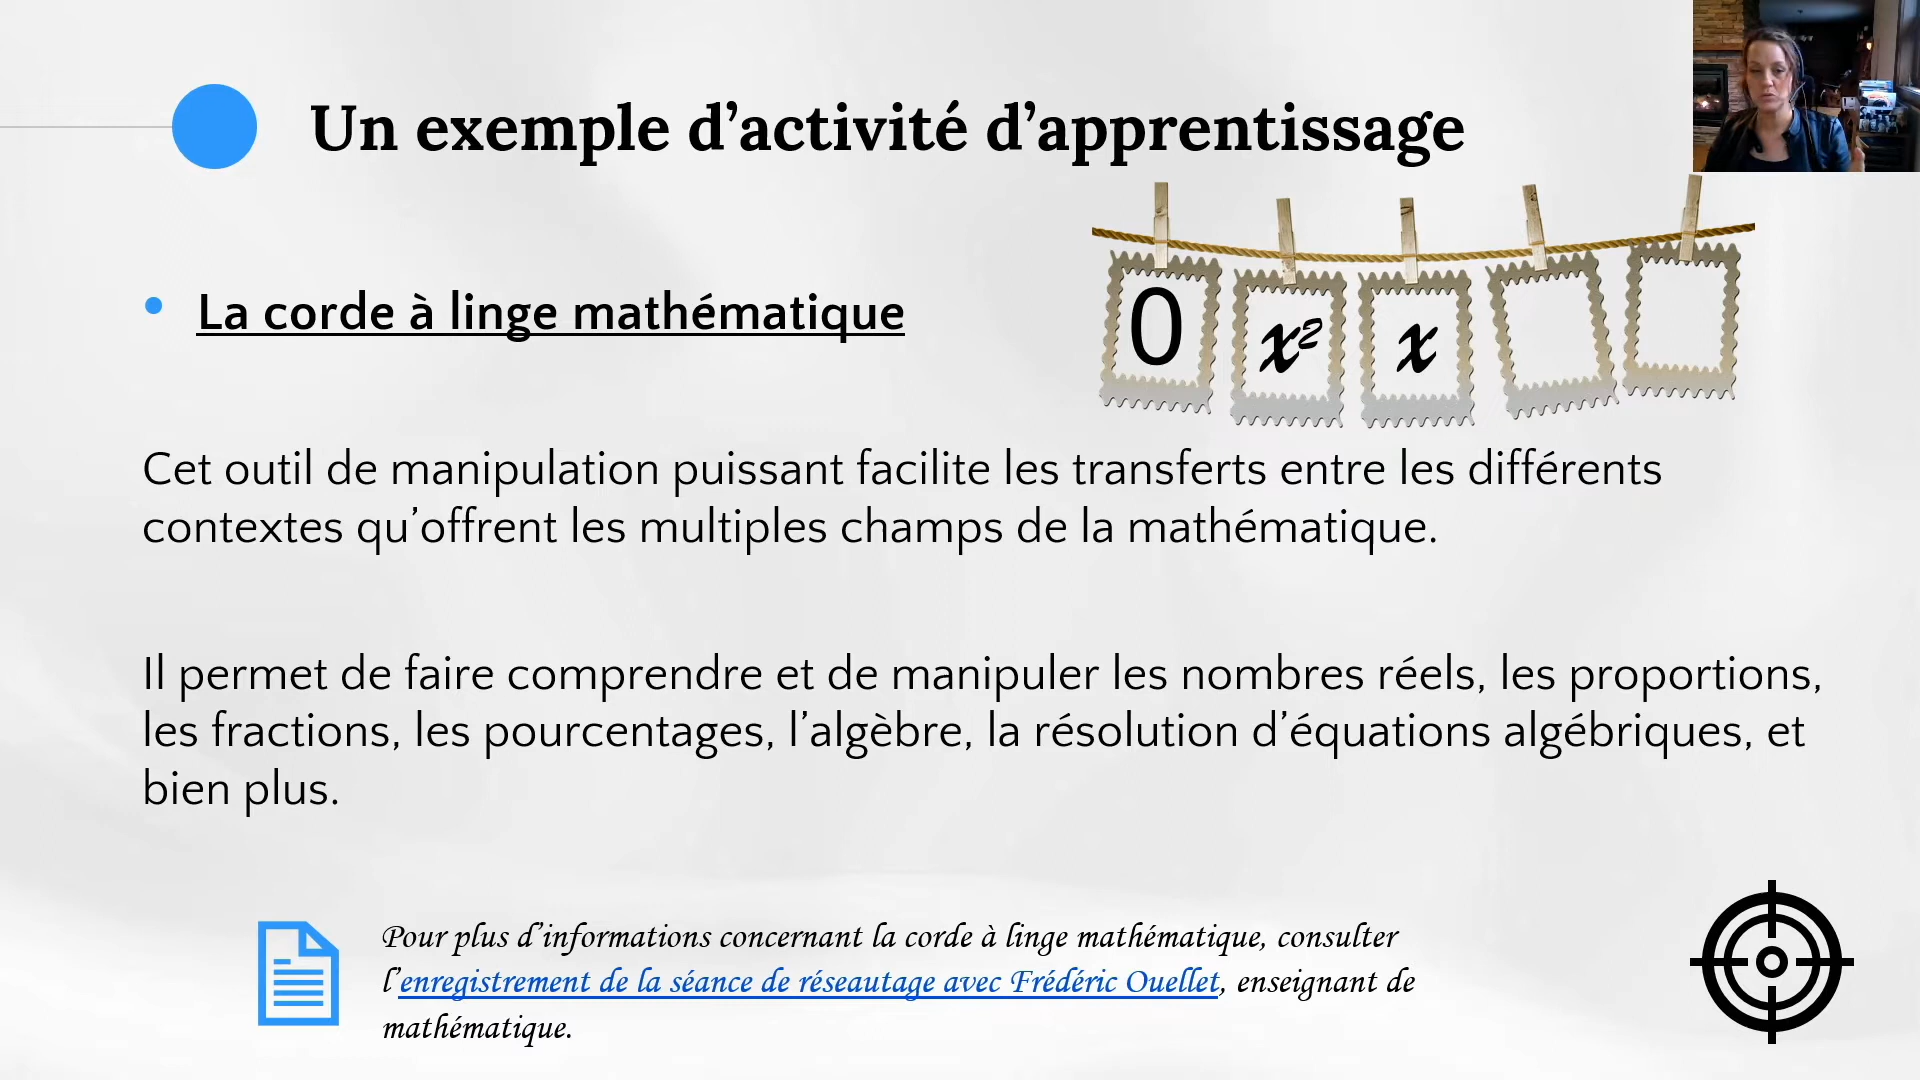 Un exemple d’activité d’apprentissage
La corde à linge mathématique
0 x² x
Cet outil de manipulation puissant facilite les transferts entre les différents
contextes qu’offrent les multiples champs de la mathématique.
Il permet de faire comprendre et de manipuler les nombres réels, les proportions,
les fractions, les pourcentages, l’algèbre, la résolution d’équations algébriques, et
bien plus.
Pour plus d’informations concernant la corde à linge mathématique, consulter
l’enregistrement de la séance de réseautage avec Frédéric Ouellet, enseignant de
mathématique.